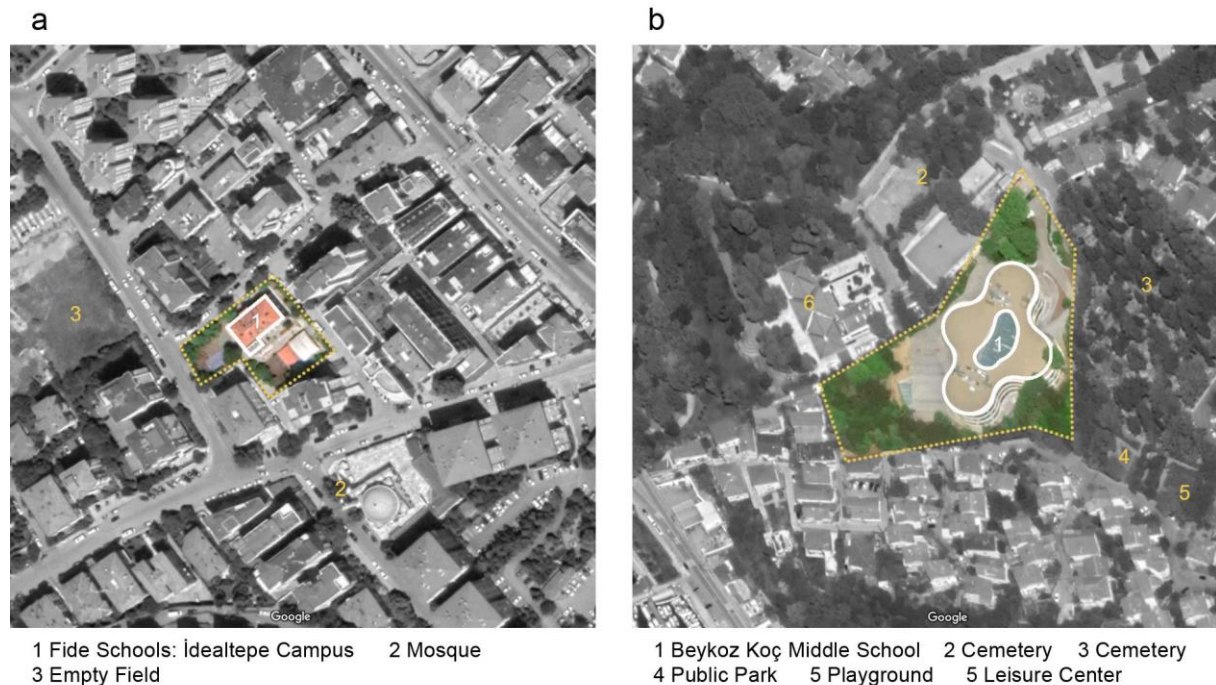 a
b
3
1
2
Google
2
3
6
1
4
5
Google
1 Fide Schools: İdealtepe Campus 2 Mosque
3 Empty Field
1 Beykoz Koç Middle School 2 Cemetery 3 Cemetery
4 Public Park 5 Playground 5 Leisure Center